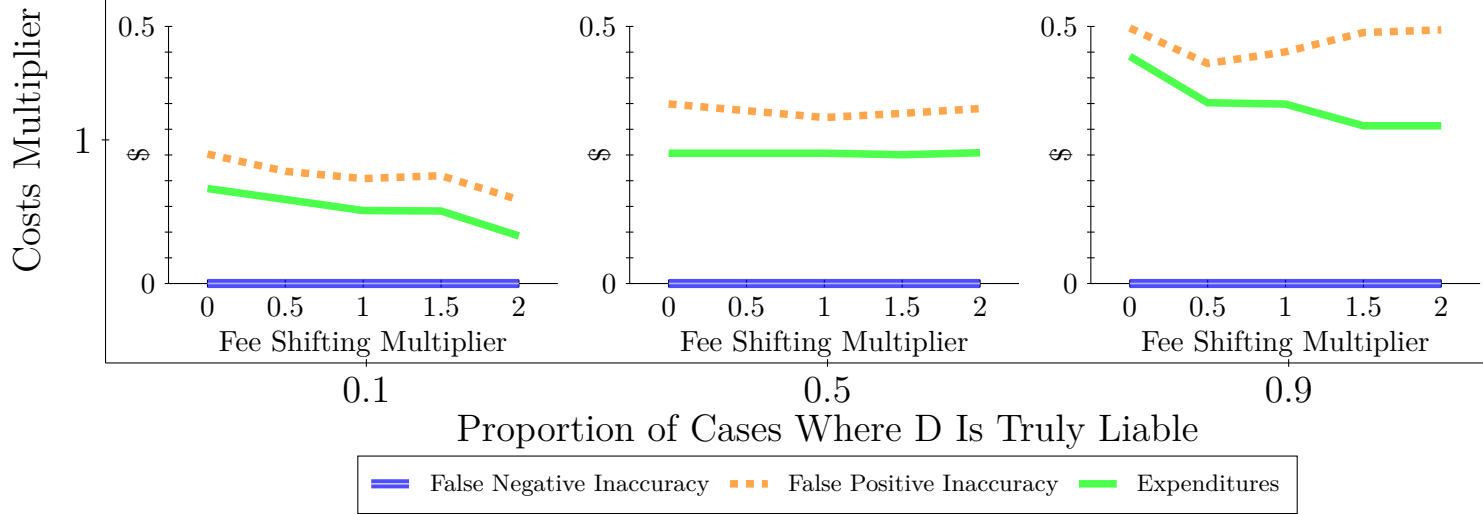 Costs Multiplier
1
0.5
$
0
0 0.5 1 1.5 2
Fee Shifting Multiplier
0.5
$
0
0 0.5 1 1.5 2
Fee Shifting Multiplier
0.5
$
0
0 0.5 1 1.5 2
Fee Shifting Multiplier
0.1 0.5 0.9
Proportion of Cases Where D Is Truly Liable
False Negative Inaccuracy False Positive Inaccuracy Expenditures